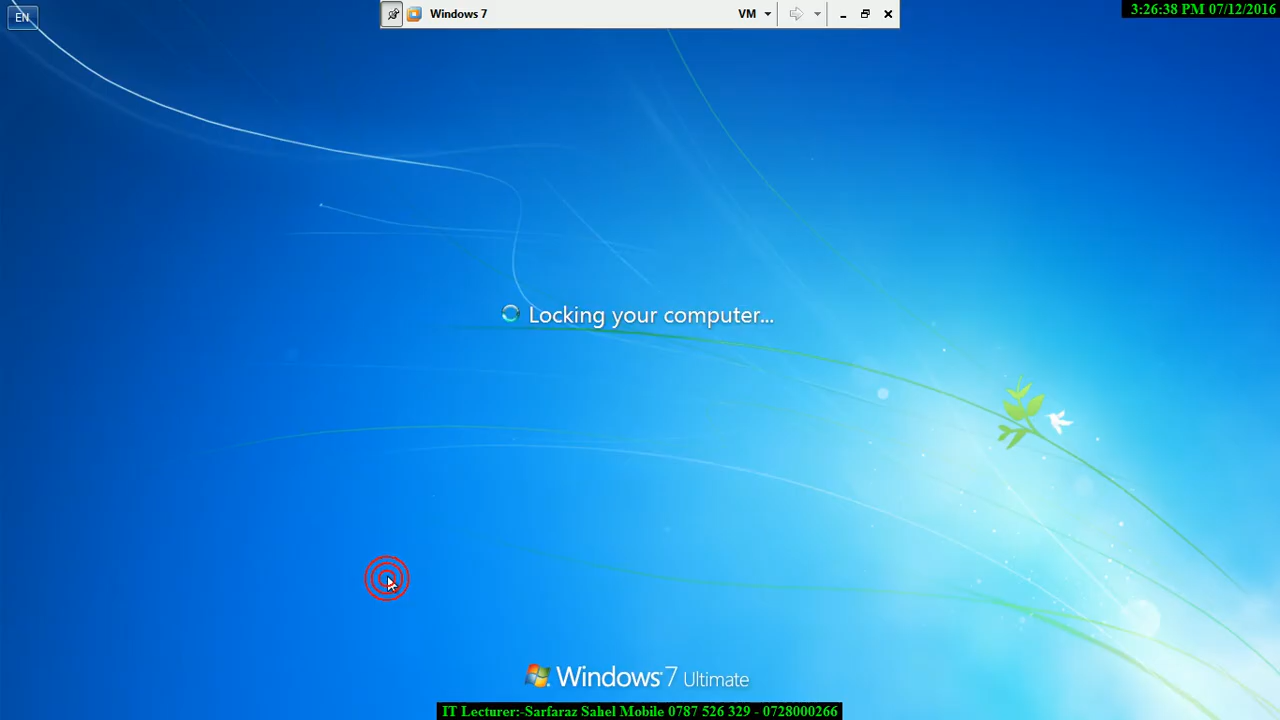 EN
Windows 7
VM
3:26:38 PM 07/12/2016
Locking your computer...
Windows 7 Ultimate
IT Lecturer:-Sarfaraz Sahel Mobile 0787 526 329 - 0728000266